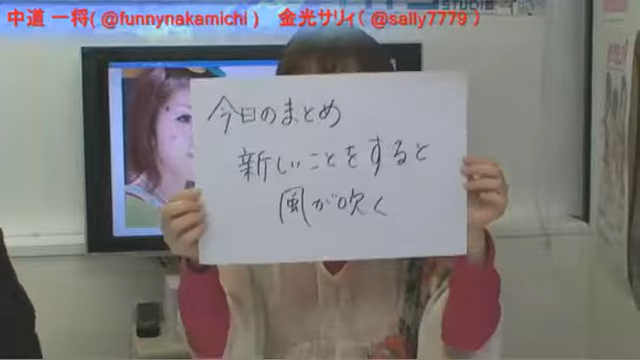 中道 一将( @funnynakamichi )　金光サリィ( @sally7779 )
STUDIO
今日のまとめ
新しいことをすると
風が吹く